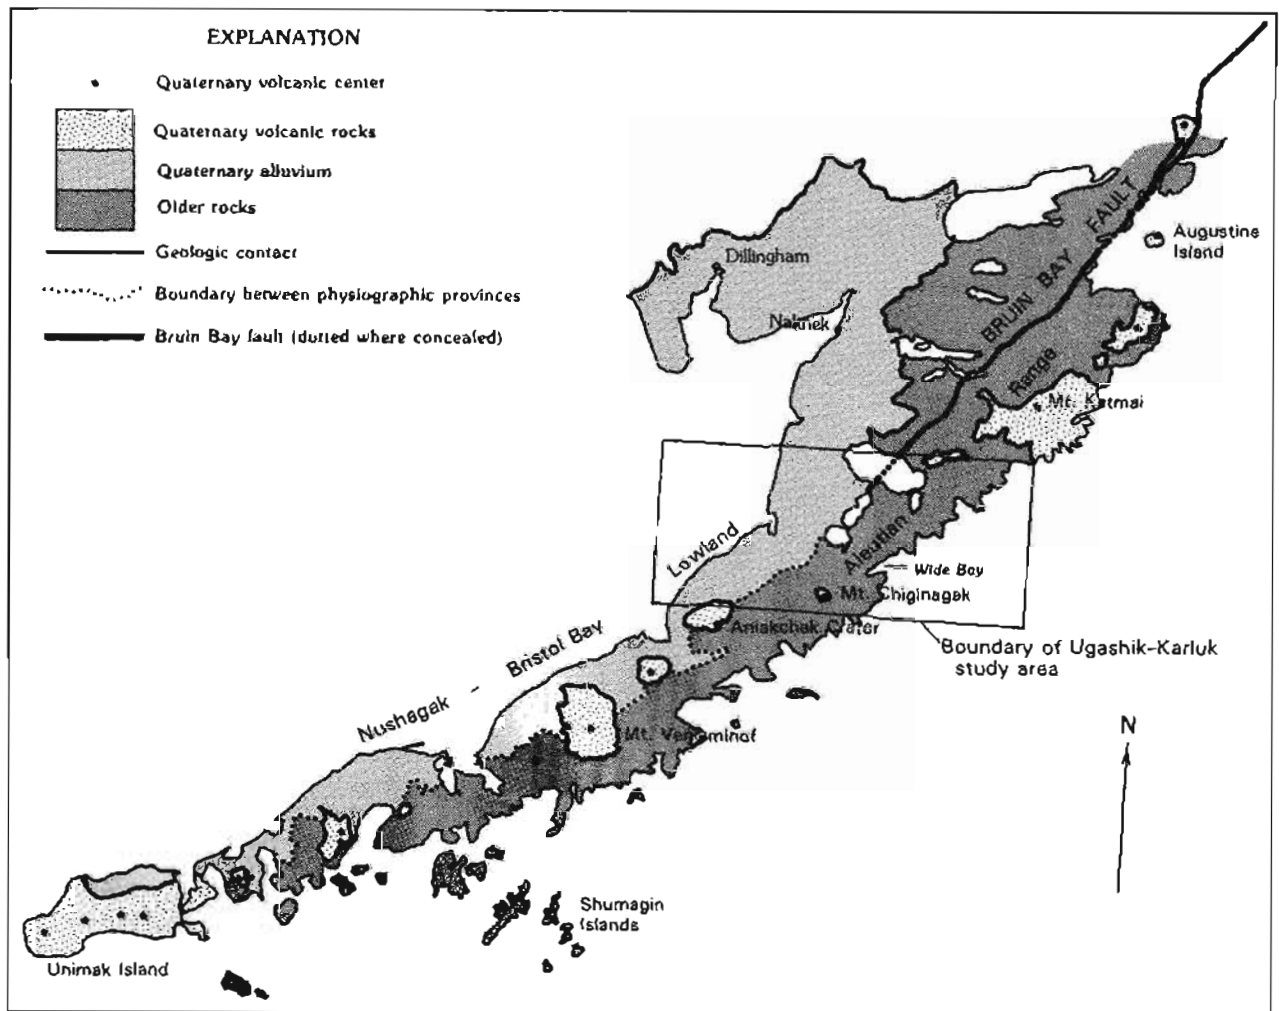 EXPLANATION
Quaternary volcanic center
Quaternary volcanic rocks
Quaternary alluvium
Older rocks
Geologic contact
Boundary between physiographic provinces
Bruin Bay fault (dotted where concealed)
Augustine
Island
Dillingham
Naknek
BRUIN BAY FAULT
Range
Mt. Katmai
Lowland
Aleutian
Wide Bay
Mt. Chiginagak
Aniakchak Crater
Boundary of Ugashik-Karluk
study area
Nushagak - Bristol Bay
Mt. Veniaminof
N
Shumagin
Islands
Unimak Island